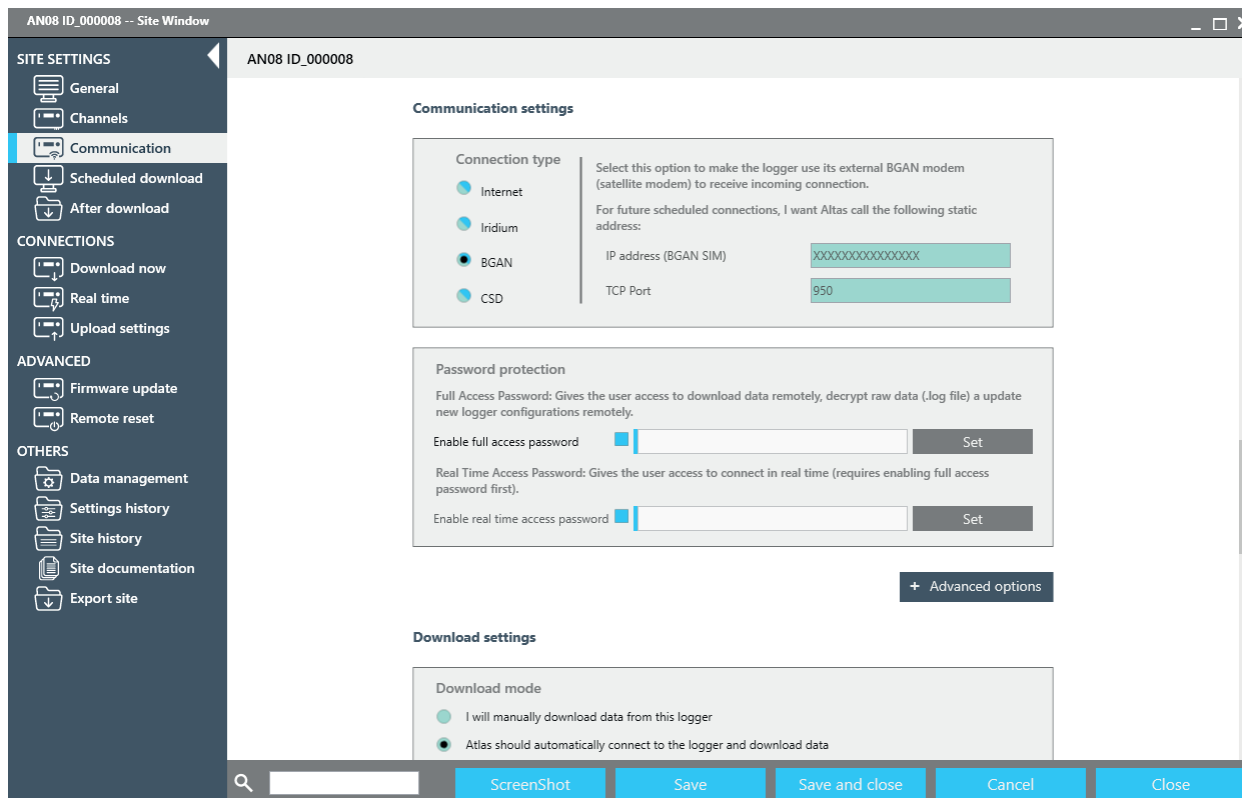 AN08 ID_000008 -- Site Window
SITE SETTINGS
General
Channels
Communication
Scheduled download
After download
CONNECTIONS
Download now
Real time
Upload settings
ADVANCED
Firmware update
Remote reset
OTHERS
Data management
Settings history
Site history
Site documentation
Export site
AN08 ID_000008
Communication settings
Connection type
Internet
Iridium
BGAN
CSD
Select this option to make the logger use its external BGAN modem
(satellite modem) to receive incoming connection.
For future scheduled connections, I want Altas call the following static
address:
IP address (BGAN SIM)
XXXXXXXXXXXXXXX
TCP Port
950
Password protection
Full Access Password: Gives the user access to download data remotely, decrypt raw data (.log file) a update
new logger configurations remotely.
Enable full access password
Set
Real Time Access Password: Gives the user access to connect in real time (requires enabling full access
password first).
Enable real time access password
Set
+ Advanced options
Download settings
Download mode
I will manually download data from this logger
Atlas should automatically connect to the logger and download data
ScreenShot
Save
Save and close
Cancel
Close